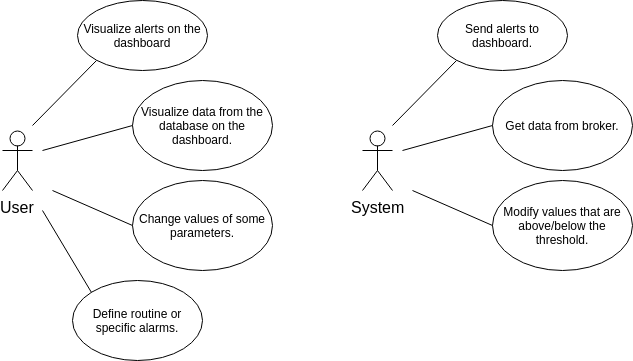 Visualize alerts on the
dashboard
Visualize data from the
database on the
dashboard.
User
Change values of some
parameters.
Define routine or
specific alarms.
Send alerts to
dashboard.
Get data from broker.
System
Modify values that are
above/below the
threshold.